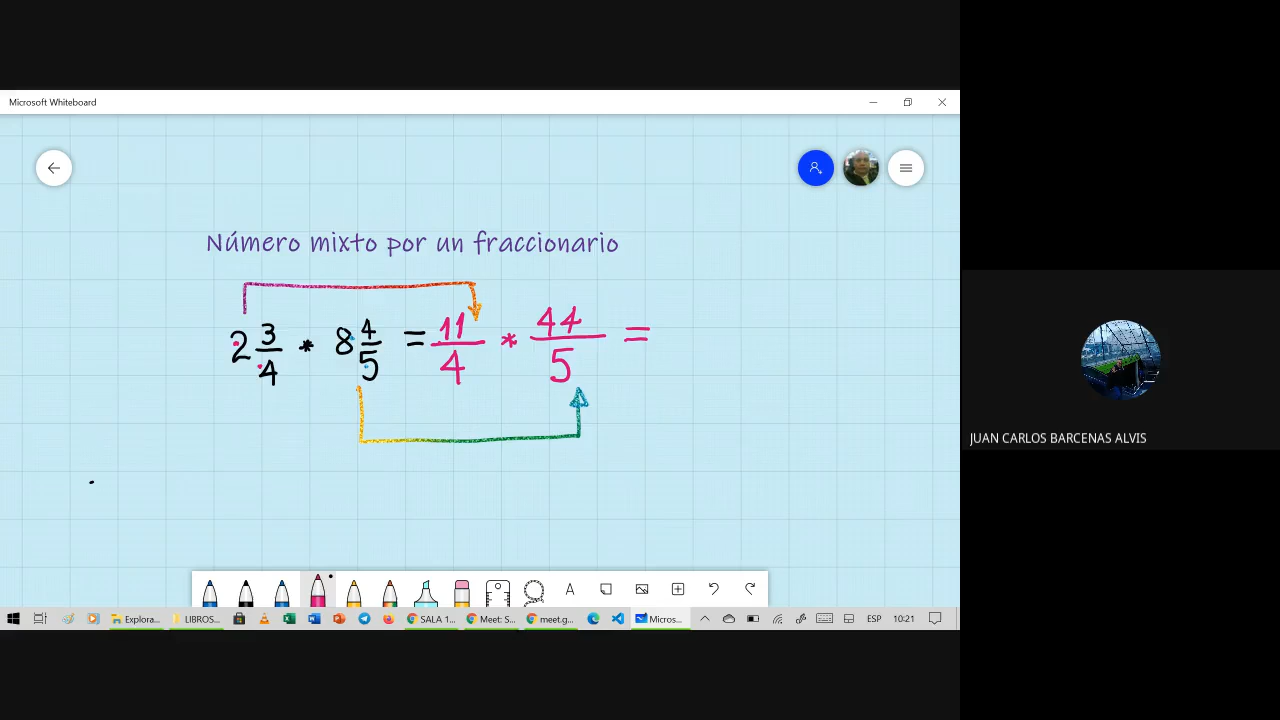 Microsoft Whiteboard
Número mixto por un fraccionario
2 3/4 * 8 4/5 = 11/4 * 44/5 =
JUAN CARLOS BARCENAS ALVIS
A
Explora... LIBROS... SALA 1... Meet: S... meet.g... Micros... ESP 10:21